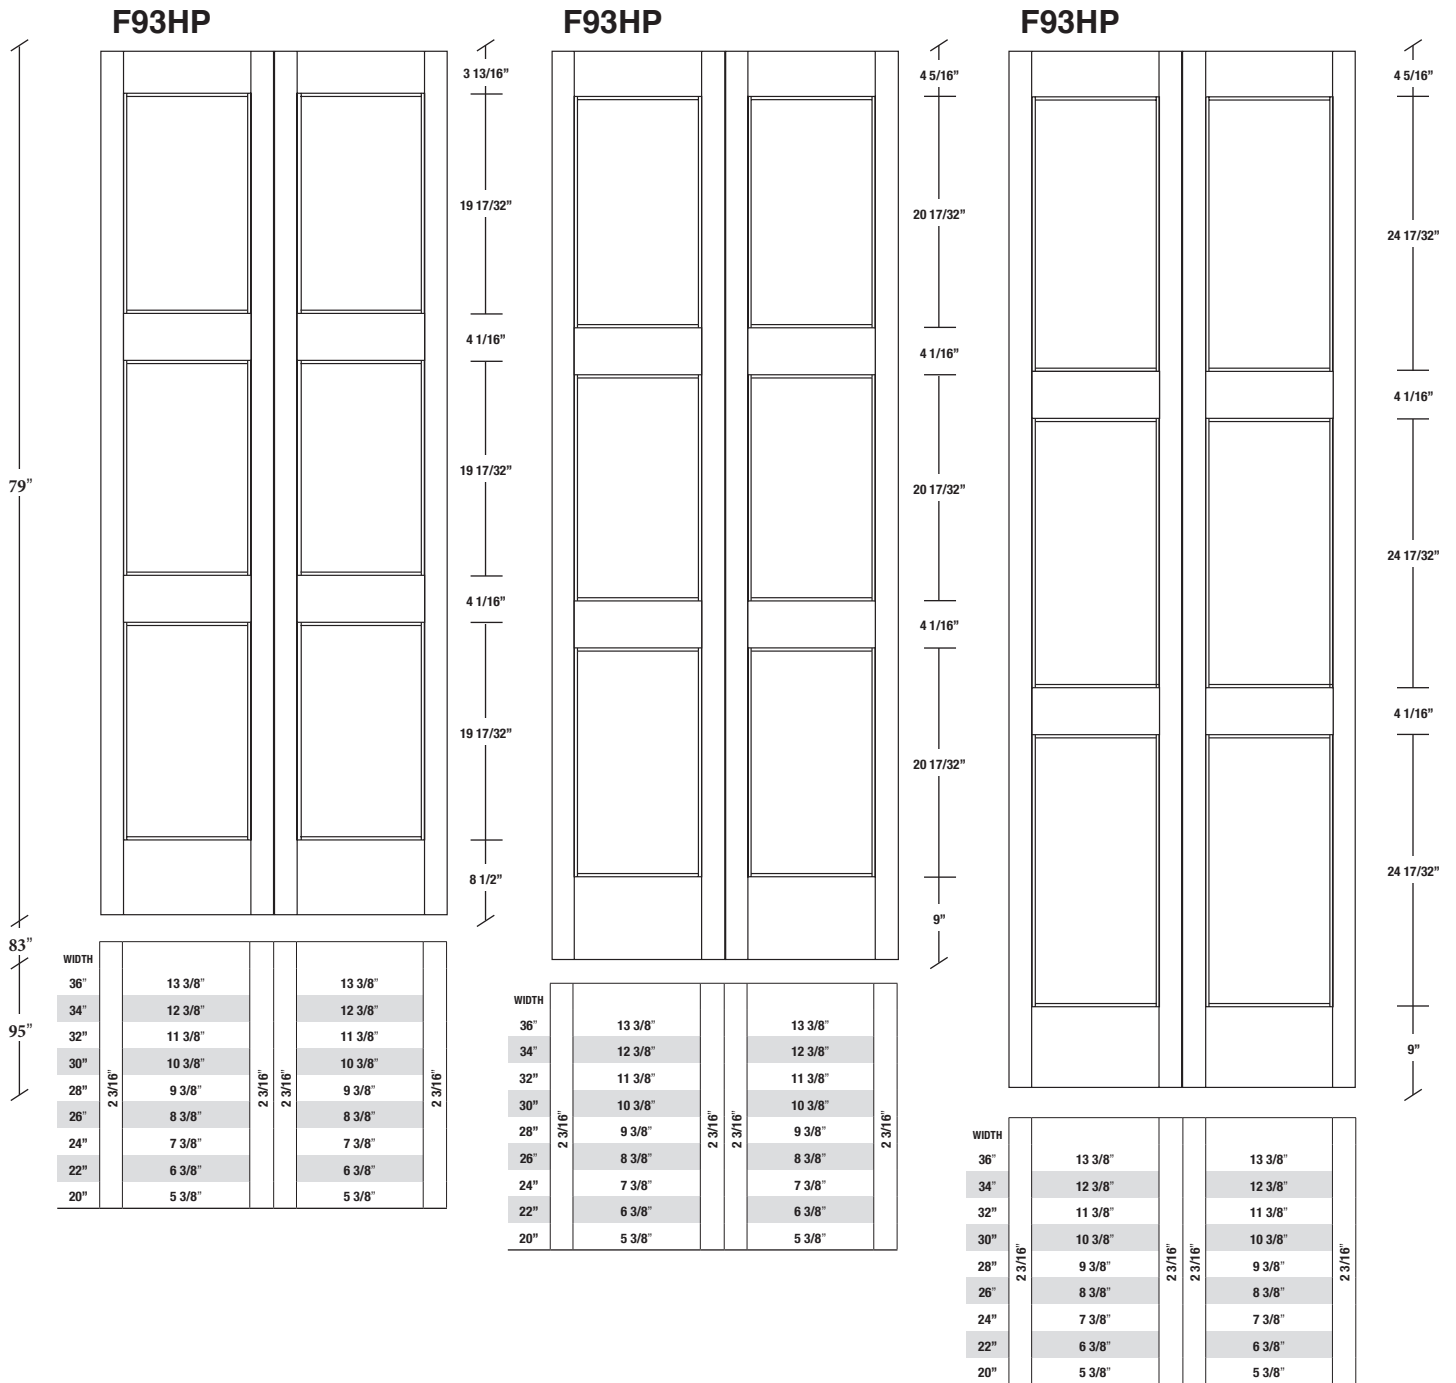 F93HP
F93HP
F93HP
79”
83”
95”
3 13/16”
19 17/32”
4 1/16”
19 17/32”
4 1/16”
19 17/32”
8 1/2”
4 5/16”
20 17/32”
4 1/16”
20 17/32”
4 1/16”
20 17/32”
9”
4 5/16”
24 17/32”
4 1/16”
24 17/32”
4 1/16”
24 17/32”
9”
WIDTH
36” 13 3/8” 13 3/8”
34” 12 3/8” 12 3/8”
32” 11 3/8” 11 3/8”
30” 10 3/8” 10 3/8”
28” 9 3/8” 9 3/8”
26” 8 3/8” 8 3/8”
24” 7 3/8” 7 3/8”
22” 6 3/8” 6 3/8”
20” 5 3/8” 5 3/8”
2 3/16”
2 3/16”
2 3/16”
2 3/16”
WIDTH
36” 13 3/8” 13 3/8”
34” 12 3/8” 12 3/8”
32” 11 3/8” 11 3/8”
30” 10 3/8” 10 3/8”
28” 9 3/8” 9 3/8”
26” 8 3/8” 8 3/8”
24” 7 3/8” 7 3/8”
22” 6 3/8” 6 3/8”
20” 5 3/8” 5 3/8”
2 3/16”
2 3/16”
2 3/16”
2 3/16”
WIDTH
36” 13 3/8” 13 3/8”
34” 12 3/8” 12 3/8”
32” 11 3/8” 11 3/8”
30” 10 3/8” 10 3/8”
28” 9 3/8” 9 3/8”
26” 8 3/8” 8 3/8”
24” 7 3/8” 7 3/8”
22” 6 3/8” 6 3/8”
20” 5 3/8” 5 3/8”
2 3/16”
2 3/16”
2 3/16”
2 3/16”